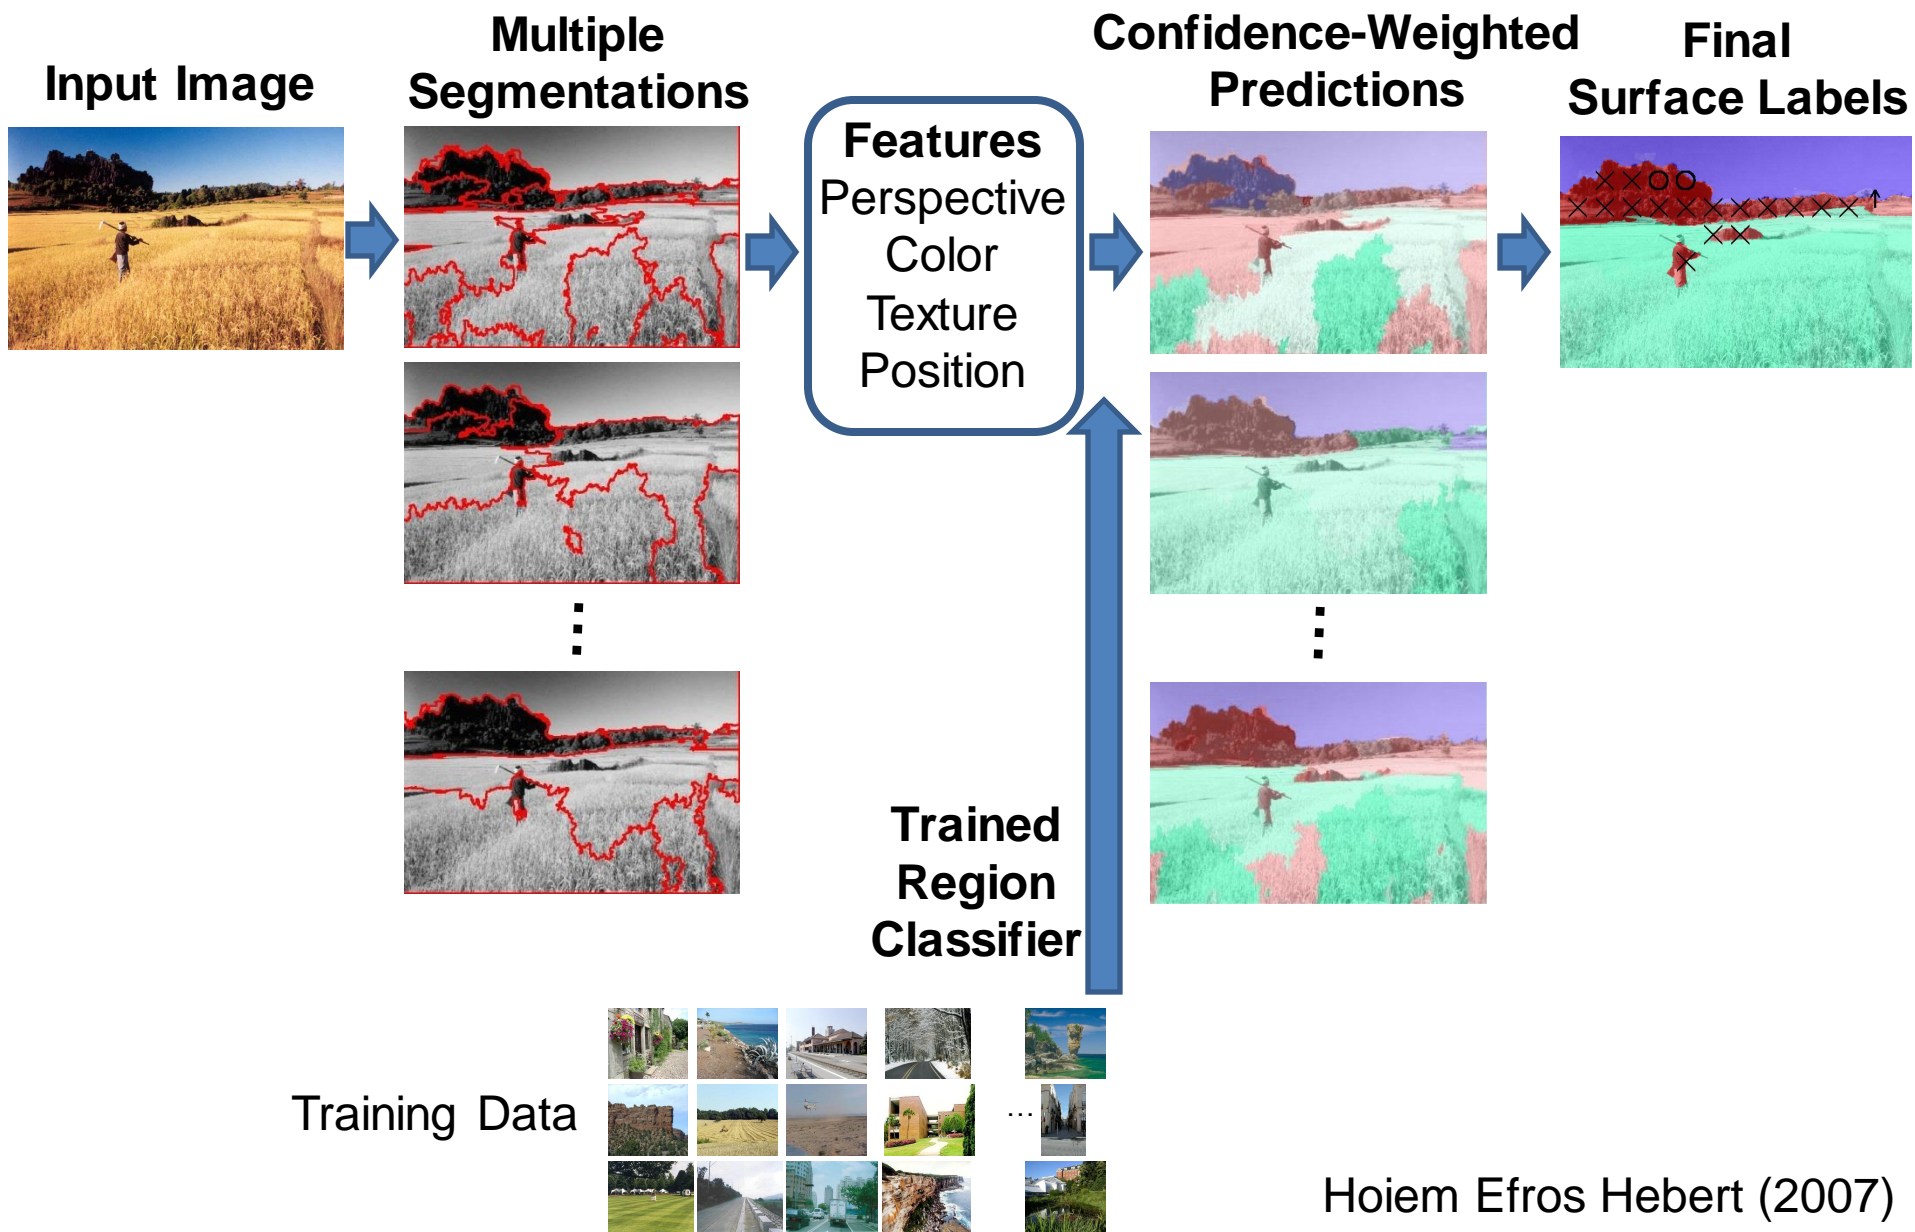 Input Image
Multiple
Segmentations
Features
Perspective
Color
Texture
Position
Confidence-Weighted
Predictions
Final
Surface Labels
Trained
Region
Classifier
Training Data
...
Hoiem Efros Hebert (2007)